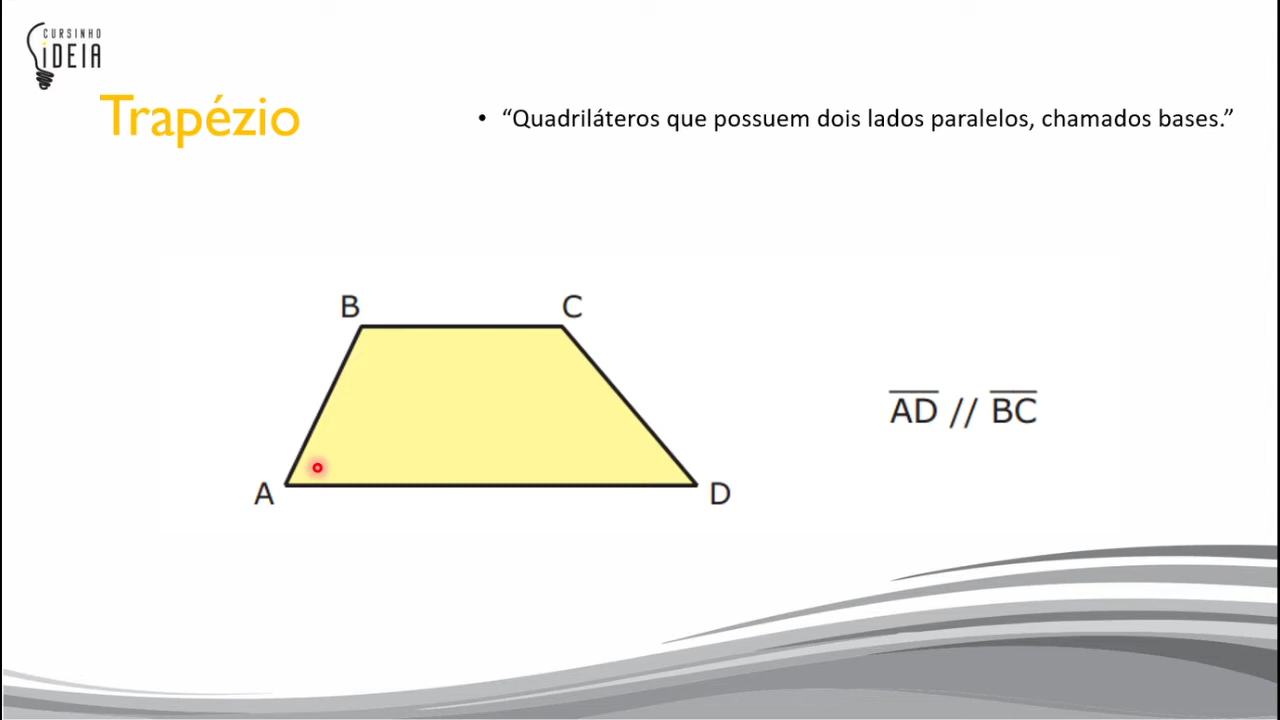 CURSINHO
iDEIA
Trapézio
• “Quadriláteros que possuem dois lados paralelos, chamados bases.”
B C
AD // BC
A D